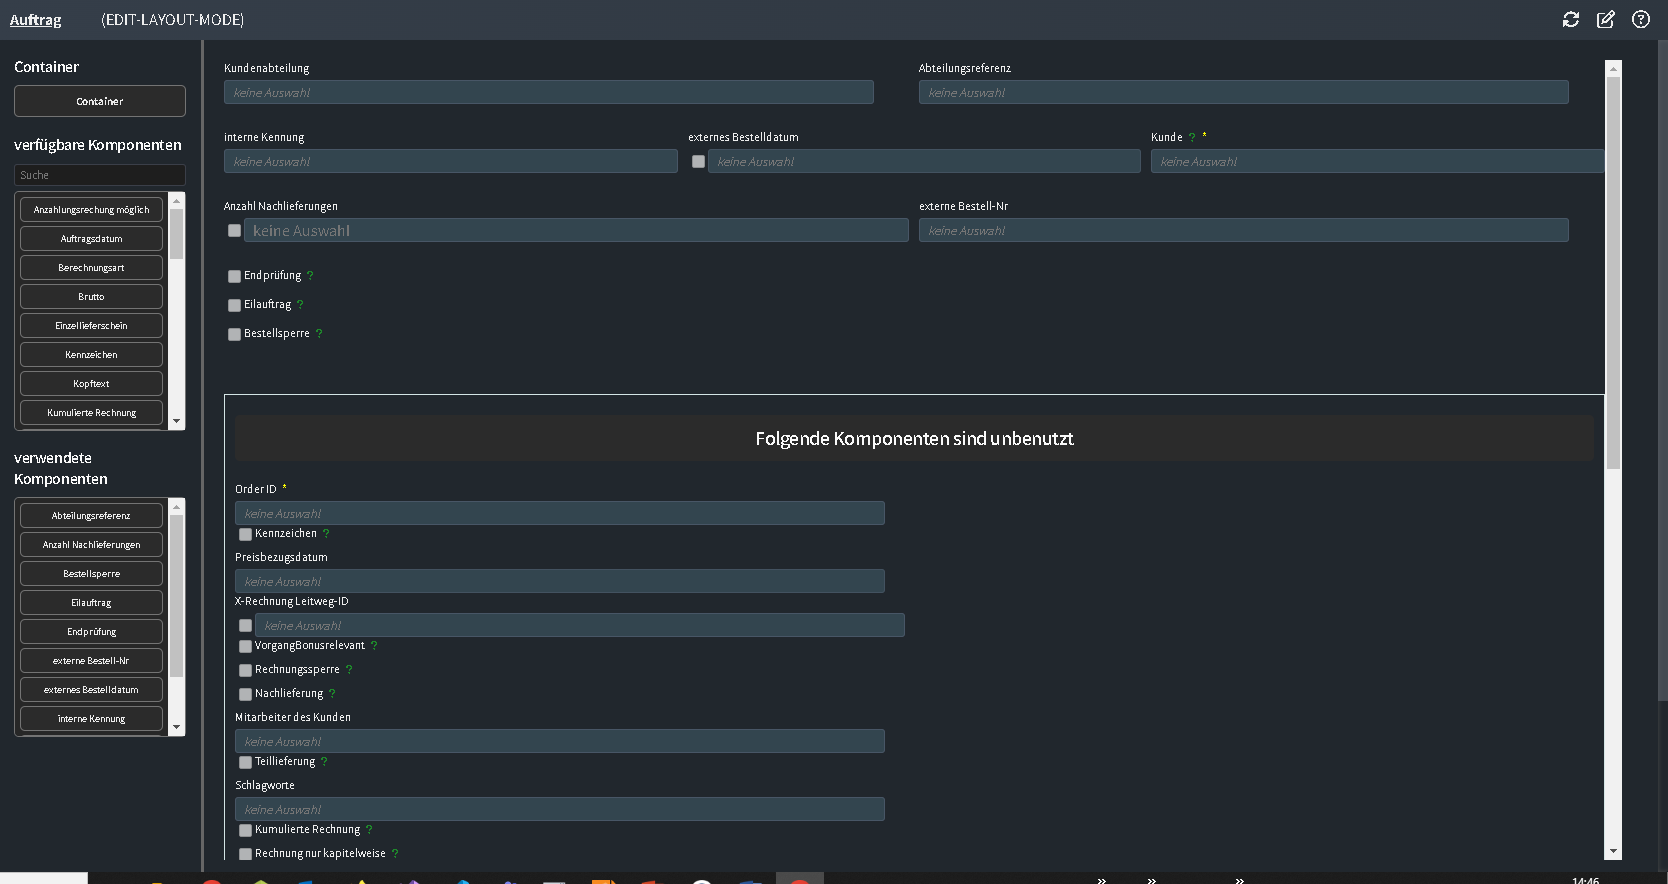 Auftrag (EDIT-LAYOUT-MODE)
Container
Container
verfügbare Komponenten
Suche
Anzahlungsrechung möglich
Auftragsdatum
Berechnungsart
Brutto
Einzellieferschein
Kennzeichen
Kopftext
Kumulierte Rechnung
verwendete
Komponenten
Abteilungsreferenz
Anzahl Nachlieferungen
Bestellsperre
Eilauftrag
Endprüfung
externe Bestell-Nr
externes Bestelldatum
interne Kennung
Kundenabteilung Abteilungsreferenz
keine Auswahl keine Auswahl
interne Kennung externes Bestelldatum Kunde ? *
keine Auswahl keine Auswahl keine Auswahl
Anzahl Nachlieferungen externe Bestell-Nr
keine Auswahl keine Auswahl
Endprüfung ?
Eilauftrag ?
Bestellsperre ?
Folgende Komponenten sind unbenutzt
Order ID *
keine Auswahl
Kennzeichen ?
Preisbezugsdatum
keine Auswahl
X-Rechnung Leitweg-ID
keine Auswahl
VorgangBonusrelevant ?
Rechnungssperre ?
Nachlieferung ?
Mitarbeiter des Kunden
keine Auswahl
Teillieferung ?
Schlagworte
keine Auswahl
Kumulierte Rechnung ?
Rechnung nur kapitelweise ?
14:46